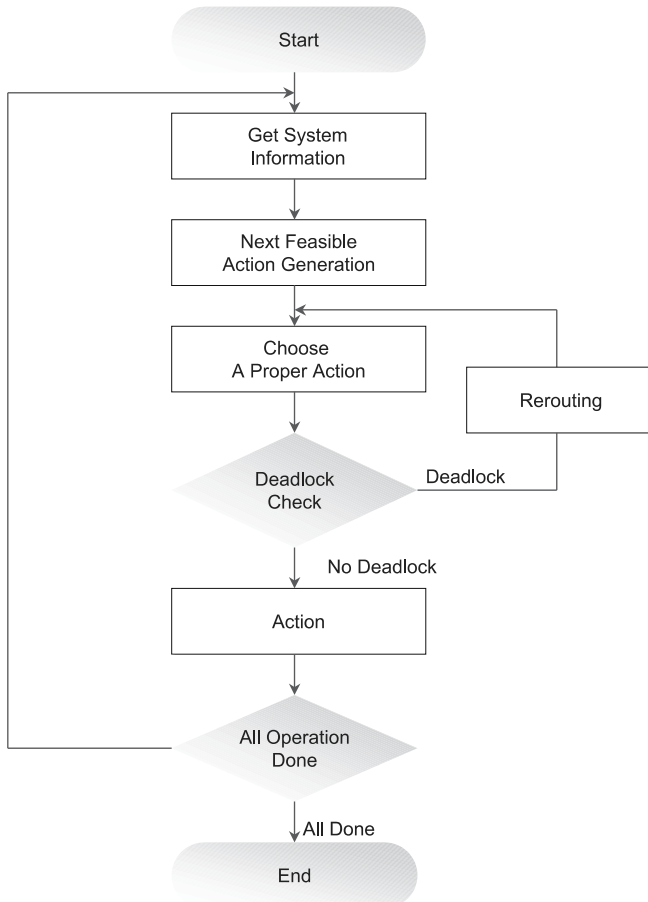 Start
Get System
Information
Next Feasible
Action Generation
Choose
A Proper Action
Rerouting
Deadlock
Check
Deadlock
No Deadlock
Action
All Operation
Done
All Done
End